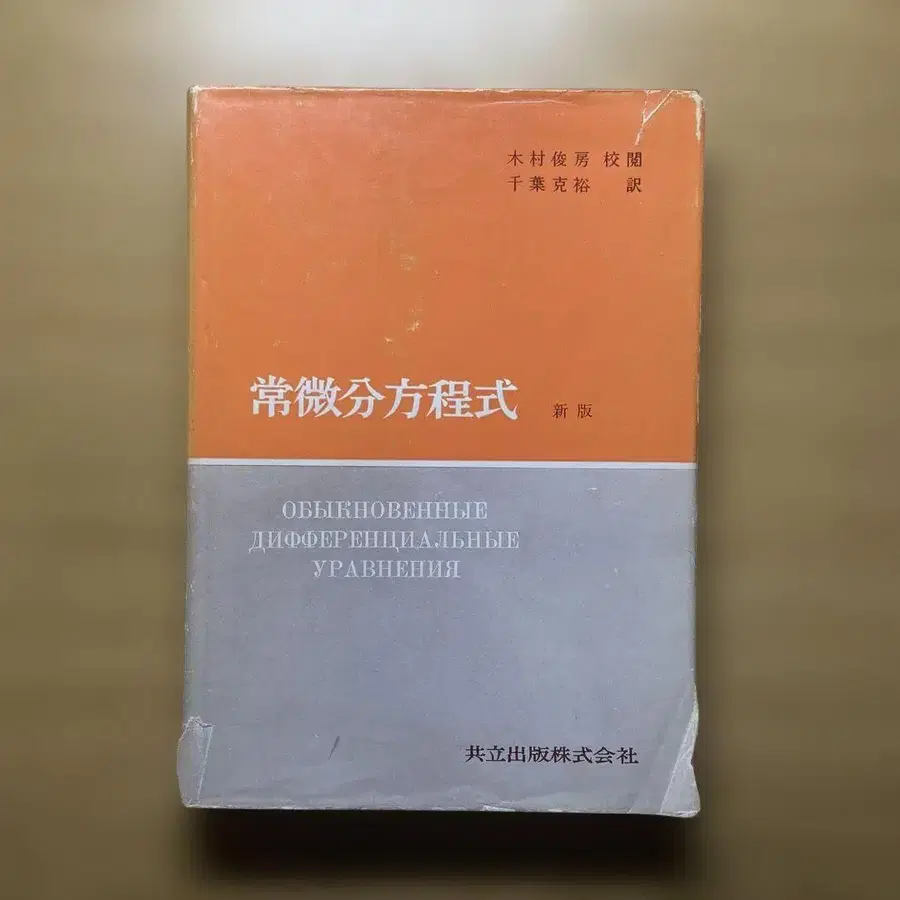 木村俊房 校閲
千葉克裕 訳
常微分方程式 新版
ОБЫКНОВЕННЫЕ
ДИФФЕРЕНЦИАЛЬНЫЕ
УРАВНЕНИЯ
共立出版株式会社